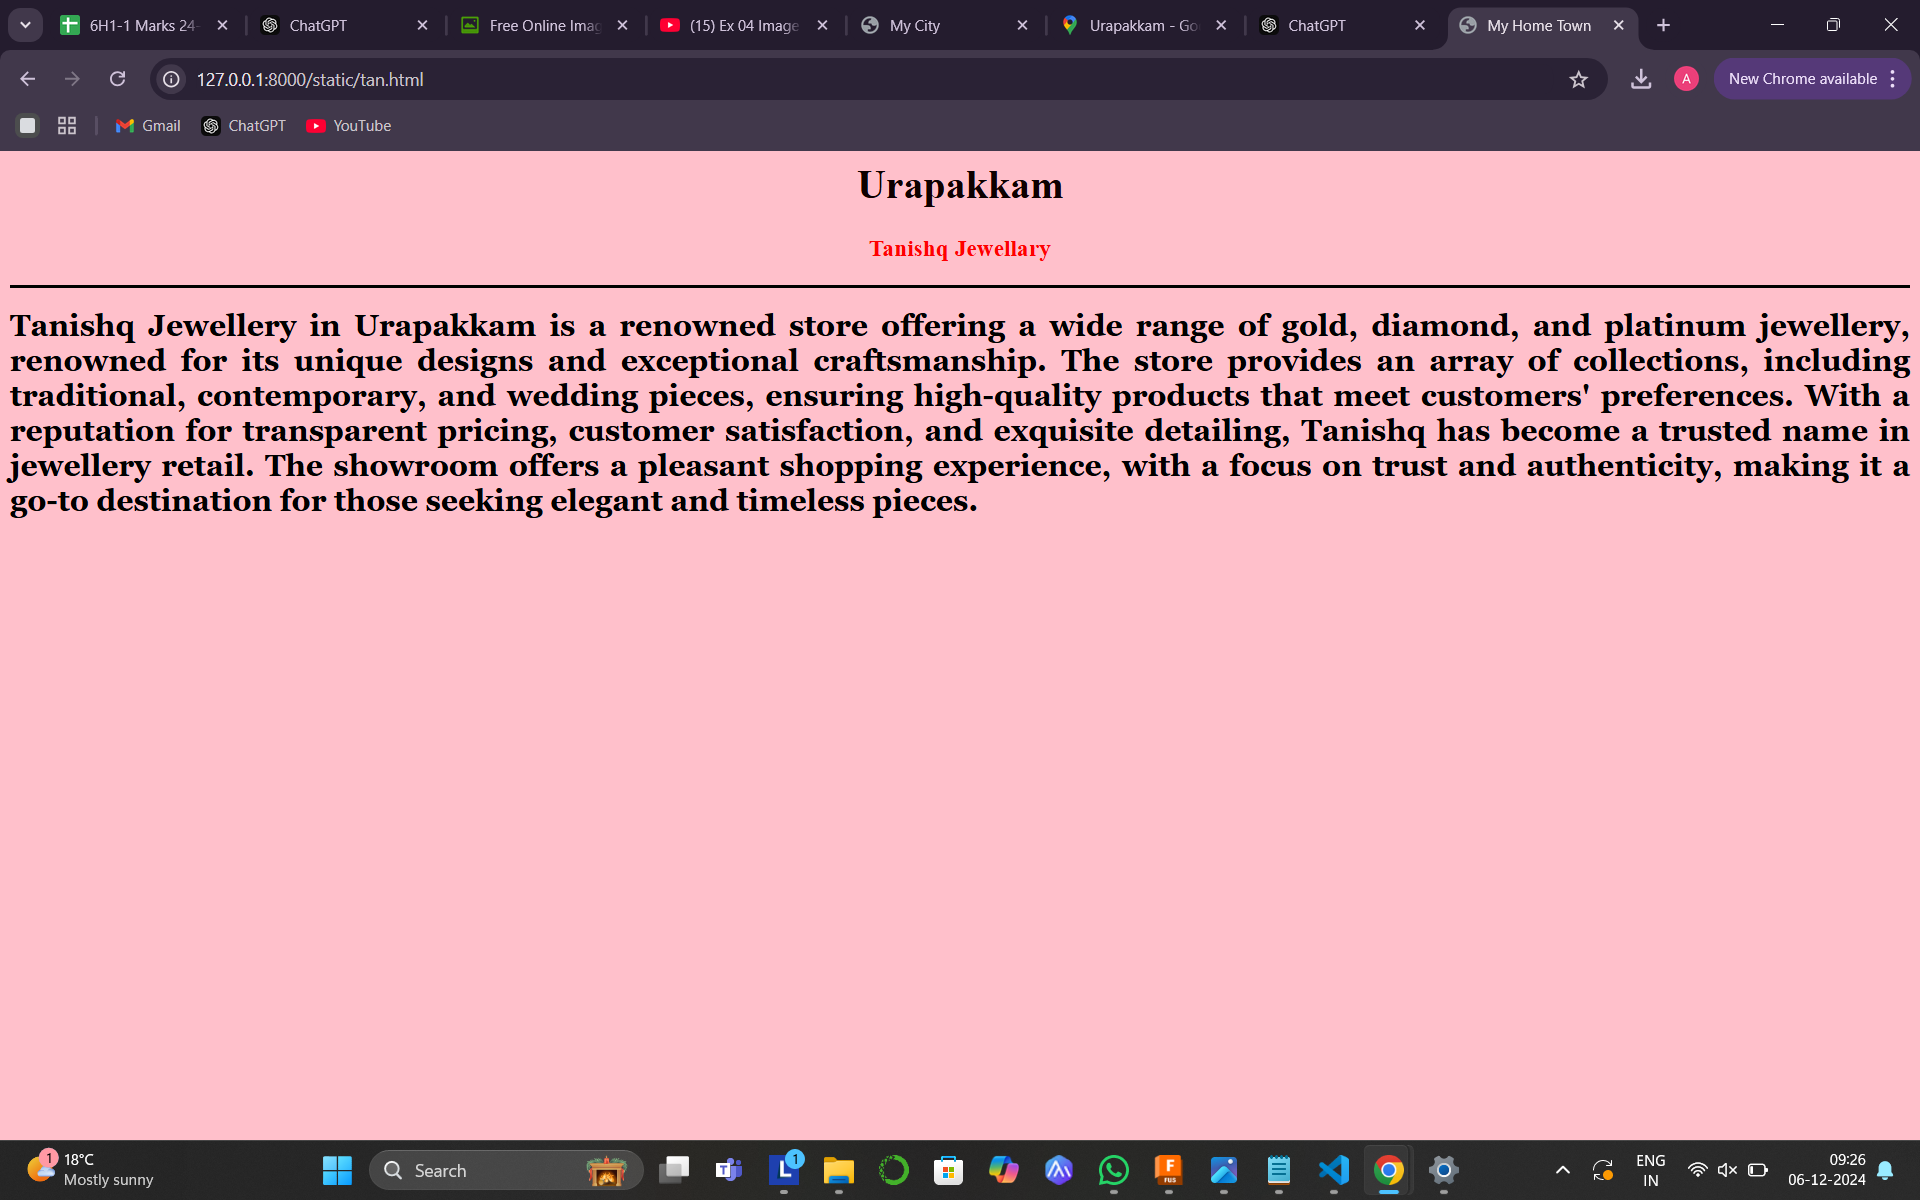 6H1-1 Marks 24-
ChatGPT
Free Online Imag
(15) Ex 04 Image
My City
Urapakkam - Go
ChatGPT
My Home Town
127.0.0.1:8000/static/tan.html
A
New Chrome available
Gmail
ChatGPT
YouTube
Urapakkam
Tanishq Jewellary
Tanishq Jewellery in Urapakkam is a renowned store offering a wide range of gold, diamond, and platinum jewellery,
renowned for its unique designs and exceptional craftsmanship. The store provides an array of collections, including
traditional, contemporary, and wedding pieces, ensuring high-quality products that meet customers' preferences. With a
reputation for transparent pricing, customer satisfaction, and exquisite detailing, Tanishq has become a trusted name in
jewellery retail. The showroom offers a pleasant shopping experience, with a focus on trust and authenticity, making it a
go-to destination for those seeking elegant and timeless pieces.
1
18°C
Mostly sunny
Search
T
L
1
F
FUS
ENG
IN
09:26
06-12-2024